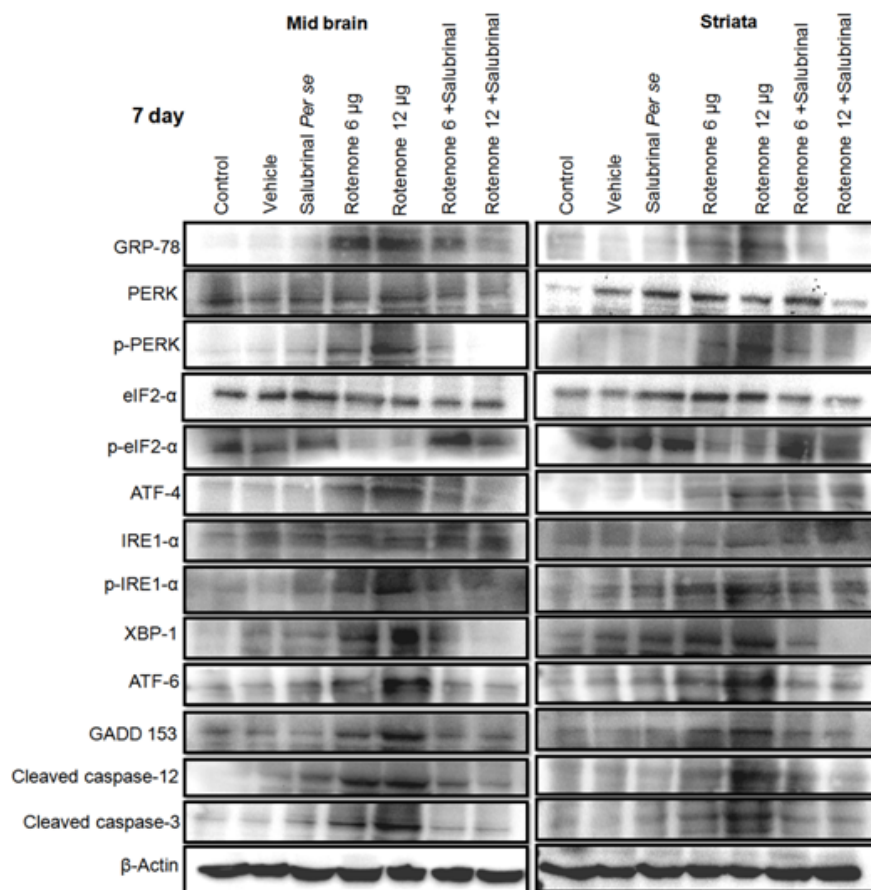 Mid brain
Striata
7 day
Control
Vehicle
Salubrinal Per se
Rotenone 6 µg
Rotenone 12 µg
Rotenone 6 +Salubrinal
Rotenone 12 +Salubrinal
Control
Vehicle
Salubrinal Per se
Rotenone 6 µg
Rotenone 12 µg
Rotenone 6 +Salubrinal
Rotenone 12 +Salubrinal
GRP-78
PERK
p-PERK
eIF2-α
p-eIF2-α
ATF-4
IRE1-α
p-IRE1-α
XBP-1
ATF-6
GADD 153
Cleaved caspase-12
Cleaved caspase-3
β-Actin